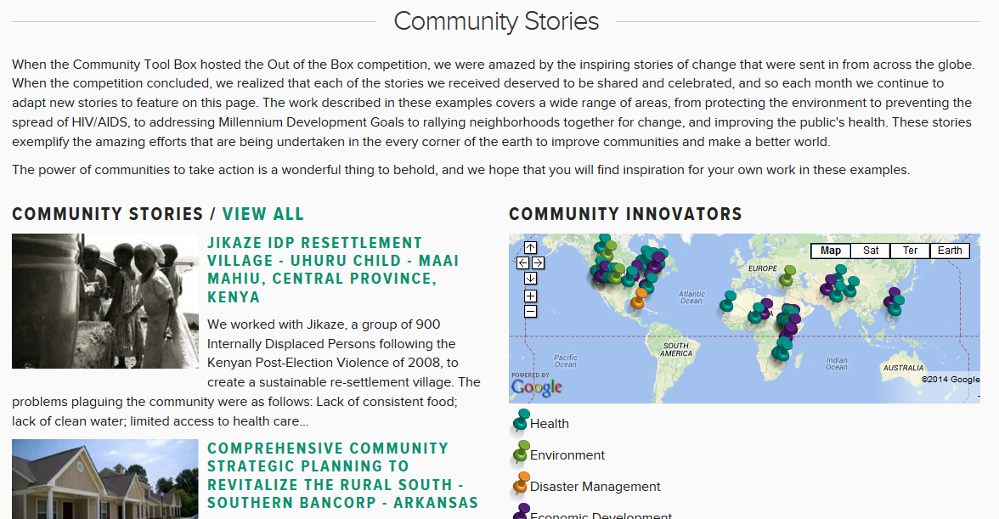 Community Stories
When the Community Tool Box hosted the Out of the Box competition, we were amazed by the inspiring stories of change that were sent in from across the globe.
When the competition concluded, we realized that each of the stories we received deserved to be shared and celebrated, and so each month we continue to
adapt new stories to feature on this page. The work described in these examples covers a wide range of areas, from protecting the environment to preventing the
spread of HIV/AIDS, to addressing Millennium Development Goals to rallying neighborhoods together for change, and improving the public's health. These stories
exemplify the amazing efforts that are being undertaken in the every corner of the earth to improve communities and make a better world.
The power of communities to take action is a wonderful thing to behold, and we hope that you will find inspiration for your own work in these examples.
COMMUNITY STORIES / VIEW ALL
JIKAZE IDP RESETTLEMENT
VILLAGE - UHURU CHILD - MAAI
MAHIU, CENTRAL PROVINCE,
KENYA
We worked with Jikaze, a group of 900
Internally Displaced Persons following the
Kenyan Post-Election Violence of 2008, to
create a sustainable re-settlement village. The
problems plaguing the community were as follows: Lack of consistent food;
lack of clean water; limited access to health care...
COMPREHENSIVE COMMUNITY
STRATEGIC PLANNING TO
REVITALIZE THE RURAL SOUTH -
SOUTHERN BANCORP - ARKANSAS
COMMUNITY INNOVATORS
Map Sat Ter Earth
EUROPE
Atlantic
Ocean
SOUTH
AMERICA
Pacific
Ocean
Indian
Ocean
AUSTRALIA
POWERED BY
Google
©2014 Google
Health
Environment
Disaster Management
Economic Development